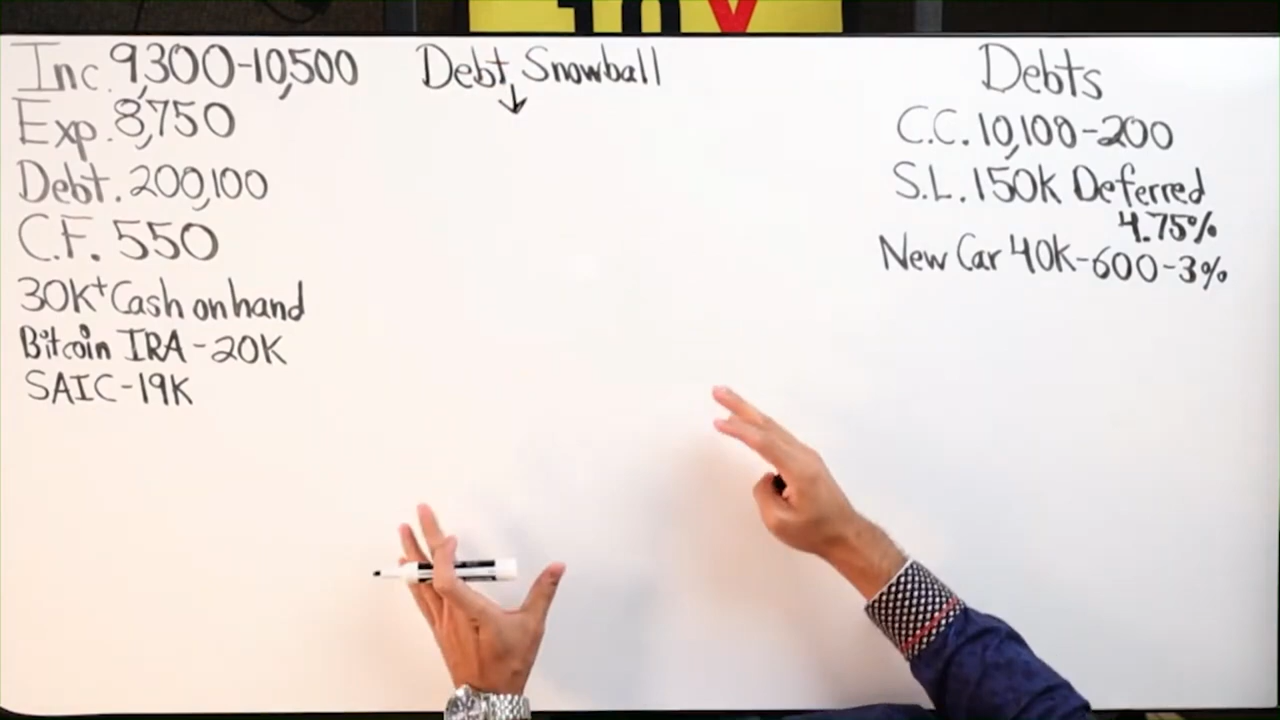 10X
Inc. 9,300-10,500
Exp. 8,750
Debt. 200,100
C.F. 550
30K+ Cash on hand
Bitcoin IRA-20K
SAIC-19K
Debt Snowball
Debts
C.C. 10,100-200
S.L. 150K Deferred
4.75%
New Car 40K-600-3%